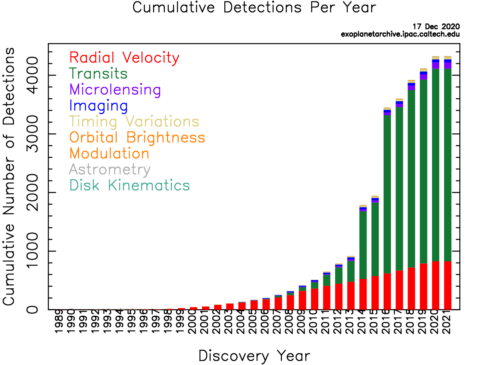 Cumulative Detections Per Year
17 Dec 2020
exoplanetarchive.ipac.caltech.edu
Radial Velocity
Transits
Microlensing
Imaging
Timing Variations
Orbital Brightness
Modulation
Astrometry
Disk Kinematics
Cumulative Number of Detections
4000
3000
2000
1000
0
1989 1990 1991 1992 1993 1994 1995 1996 1997 1998 1999 2000 2001 2002 2003 2004 2005 2006 2007 2008 2009 2010 2011 2012 2013 2014 2015 2016 2017 2018 2019 2020 2021
Discovery Year